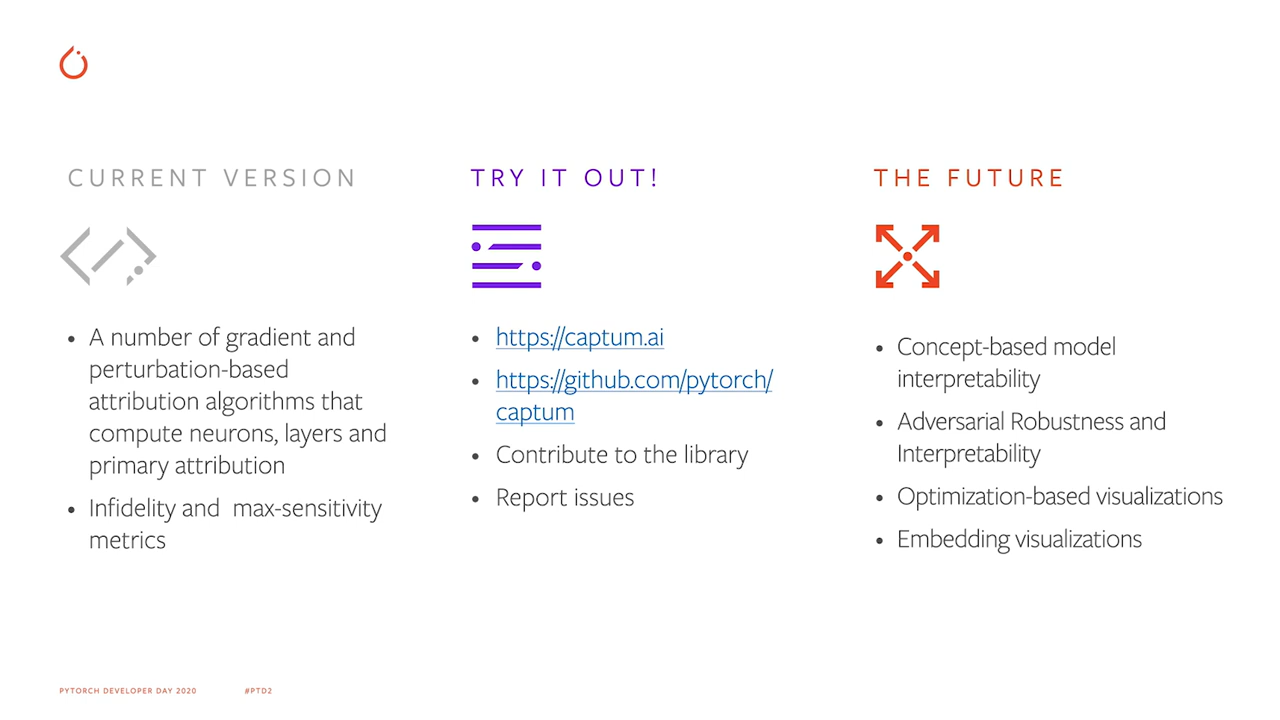 CURRENT VERSION
A number of gradient and
perturbation-based
attribution algorithms that
compute neurons, layers and
primary attribution
Infidelity and  max-sensitivity
metrics
TRY IT OUT!
https://captum.ai
https://github.com/pytorch/
captum
Contribute to the library
Report issues
THE FUTURE
Concept-based model
interpretability
Adversarial Robustness and
Interpretability
Optimization-based visualizations
Embedding visualizations
PYTORCH DEVELOPER DAY 2020
#PTD2